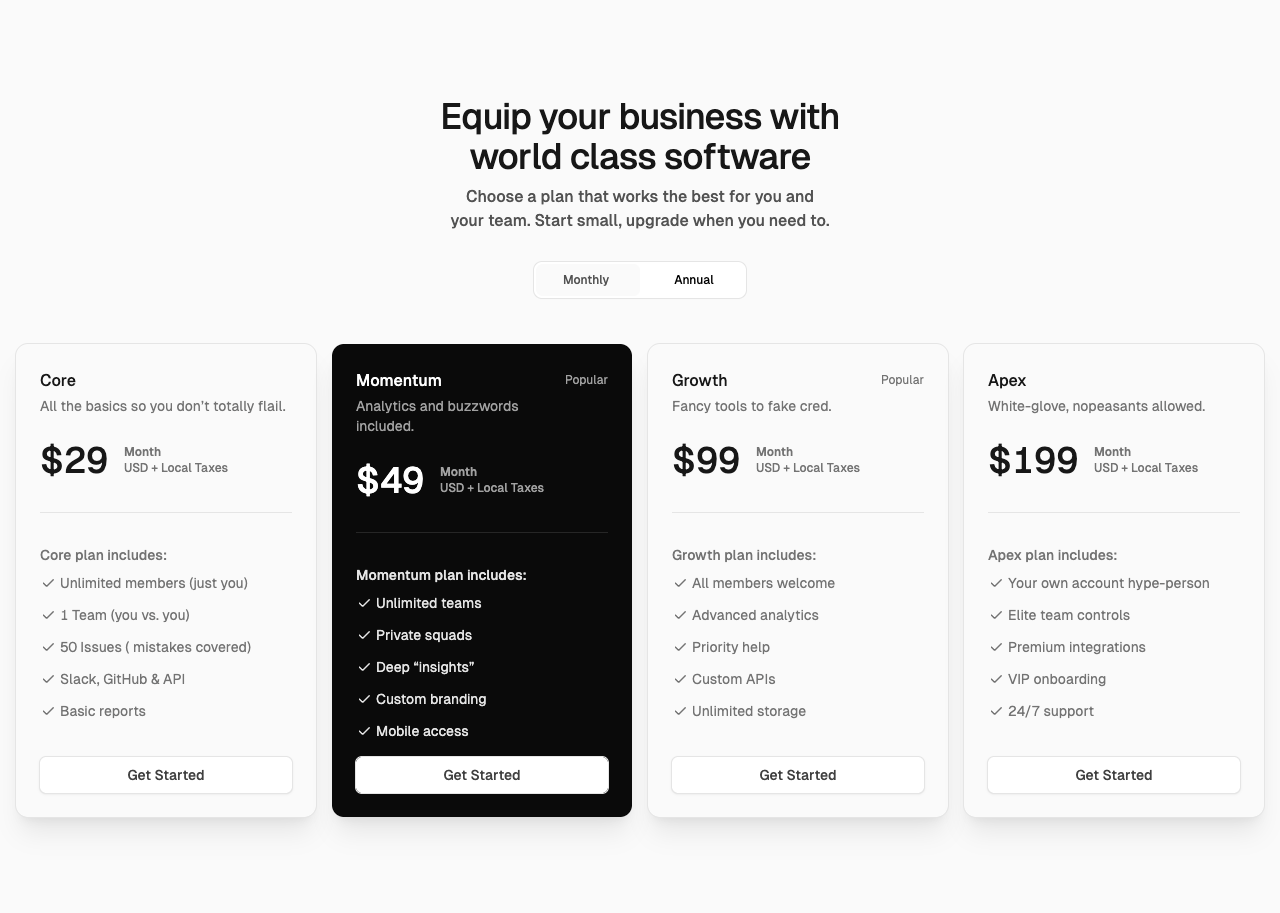 Equip your business with
world class software
Choose a plan that works the best for you and
your team. Start small, upgrade when you need to.
Monthly
Annual
Core
All the basics so you don’t totally flail.
$29
Month
USD + Local Taxes
Core plan includes:
Unlimited members (just you)
1 Team (you vs. you)
50 Issues ( mistakes covered)
Slack, GitHub & API
Basic reports
Get Started
Momentum
Popular
Analytics and buzzwords
included.
$49
Month
USD + Local Taxes
Momentum plan includes:
Unlimited teams
Private squads
Deep “insights”
Custom branding
Mobile access
Get Started
Growth
Popular
Fancy tools to fake cred.
$99
Month
USD + Local Taxes
Growth plan includes:
All members welcome
Advanced analytics
Priority help
Custom APIs
Unlimited storage
Get Started
Apex
White-glove, nopeasants allowed.
$199
Month
USD + Local Taxes
Apex plan includes:
Your own account hype-person
Elite team controls
Premium integrations
VIP onboarding
24/7 support
Get Started